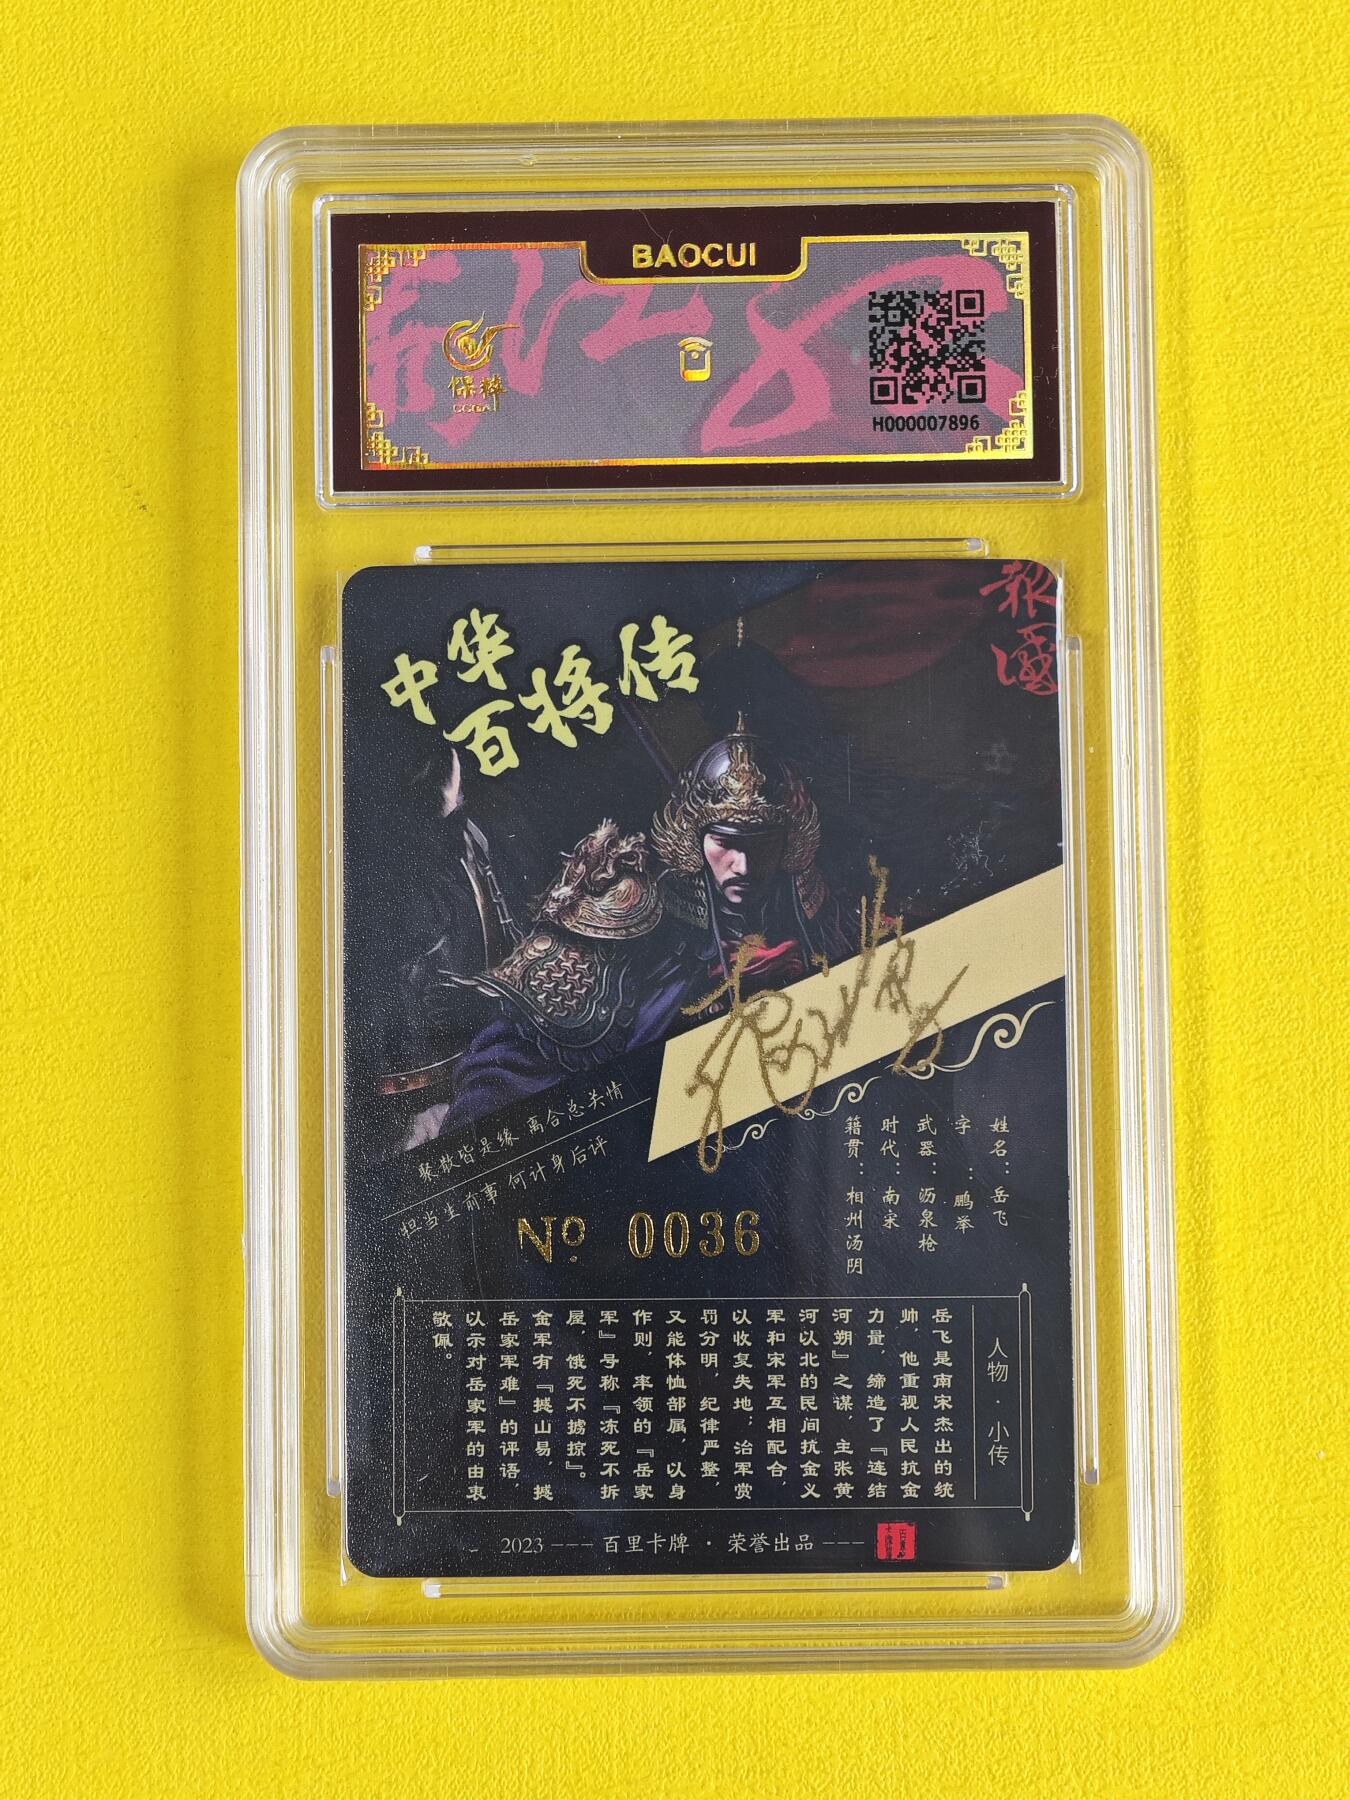 BAOCUI
保粹
CCGA
H000007896
報國
中华
百将传
聚散皆是缘 离合总关情
担当生前事 何计身后评
姓名：岳飞
字：鹏举
武器：沥泉枪
时代：南宋
籍贯：相州汤阴
№ 0036
人物·小传
岳飞是南宋杰出的统
帅，他重视人民抗金
力量，缔造了『连结
河朔』之谋，主张黄
河以北的民间抗金义
军和宋军互相配合，
以收复失地；治军赏
罚分明，纪律严整，
又能体恤部属，以身
作则，率领的『岳家
军』号称『冻死不拆
屋，饿死不掳掠』。
金军有『撼山易，撼
岳家军难』的评语，
以示对岳家军的由衷
敬佩。
2023 --- 百里卡牌 · 荣誉出品 ---